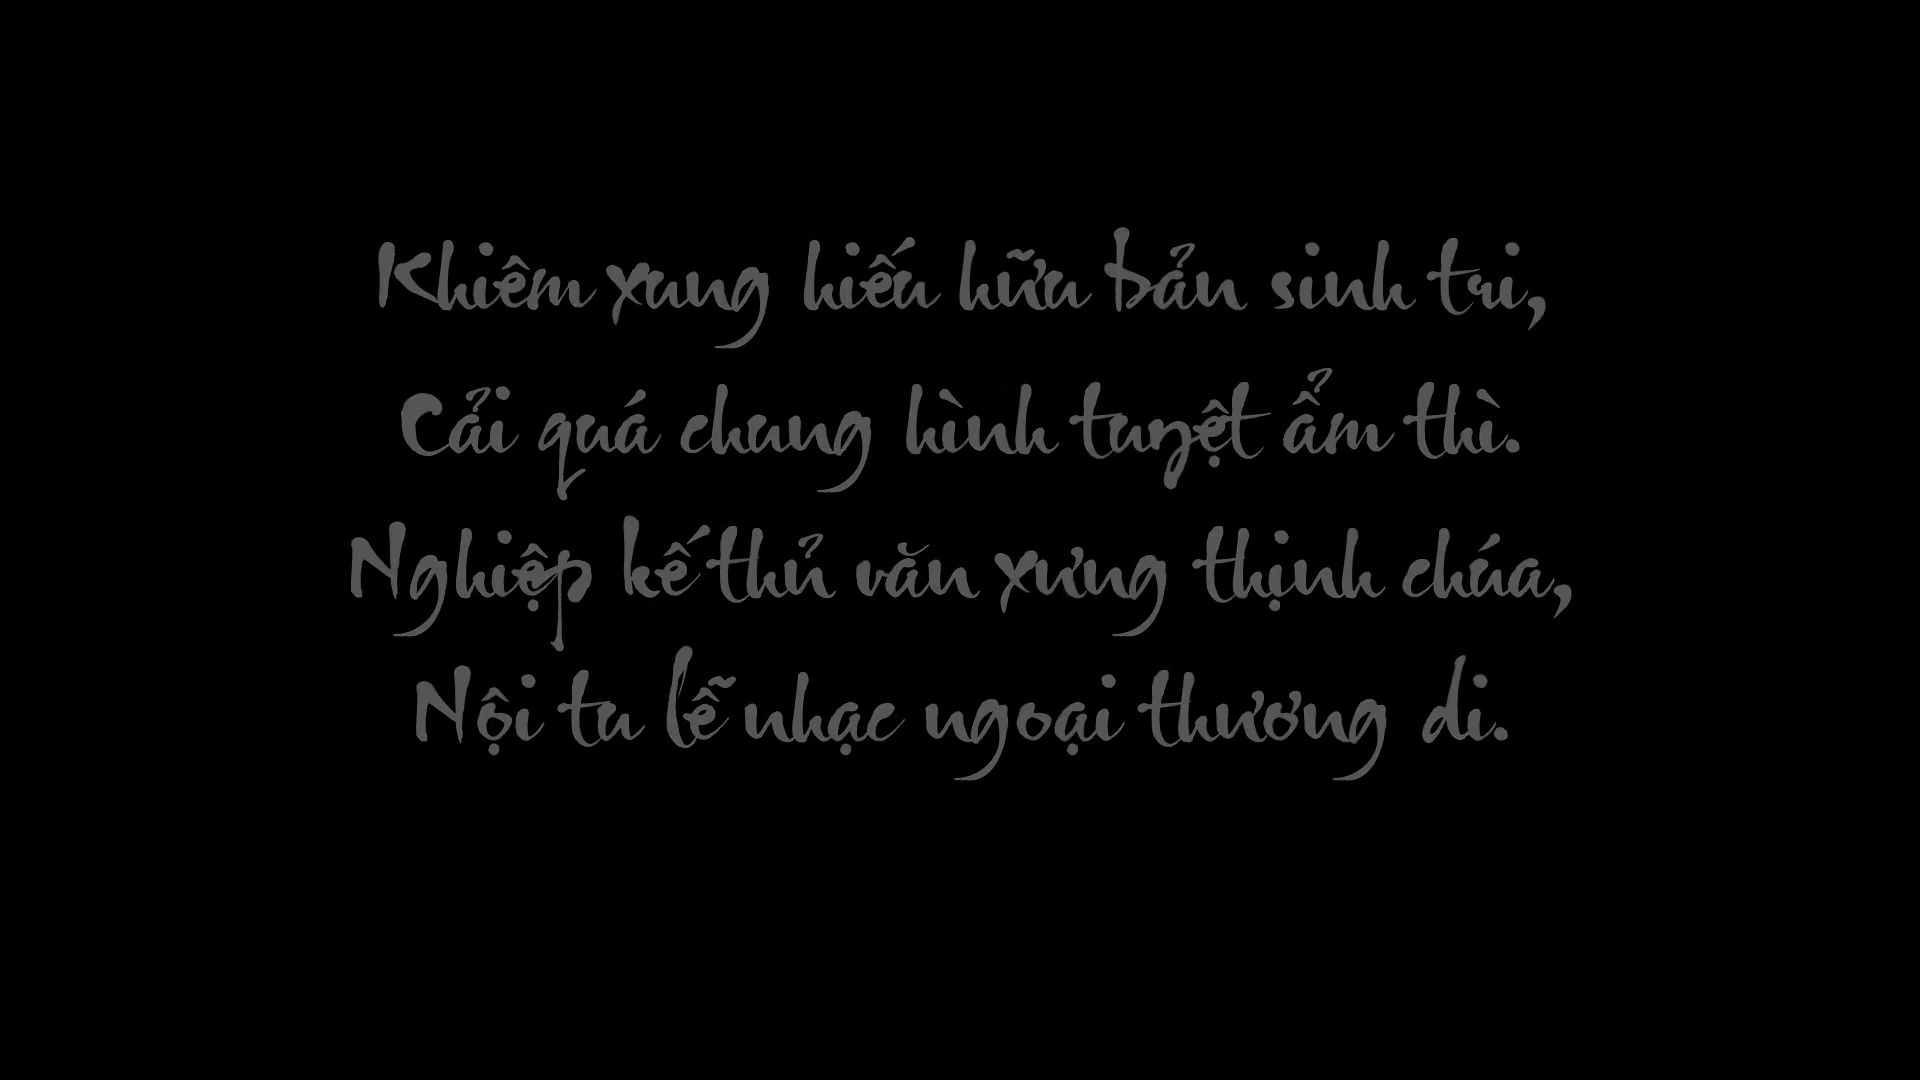 Khiêm xung hiếu hữu bản sinh tri,
Cải quá chung hình tuyệt ẩm thì.
Nghiệp kế thủ văn xưng thịnh chúa,
Nội tu lễ nhạc ngoại thương di.